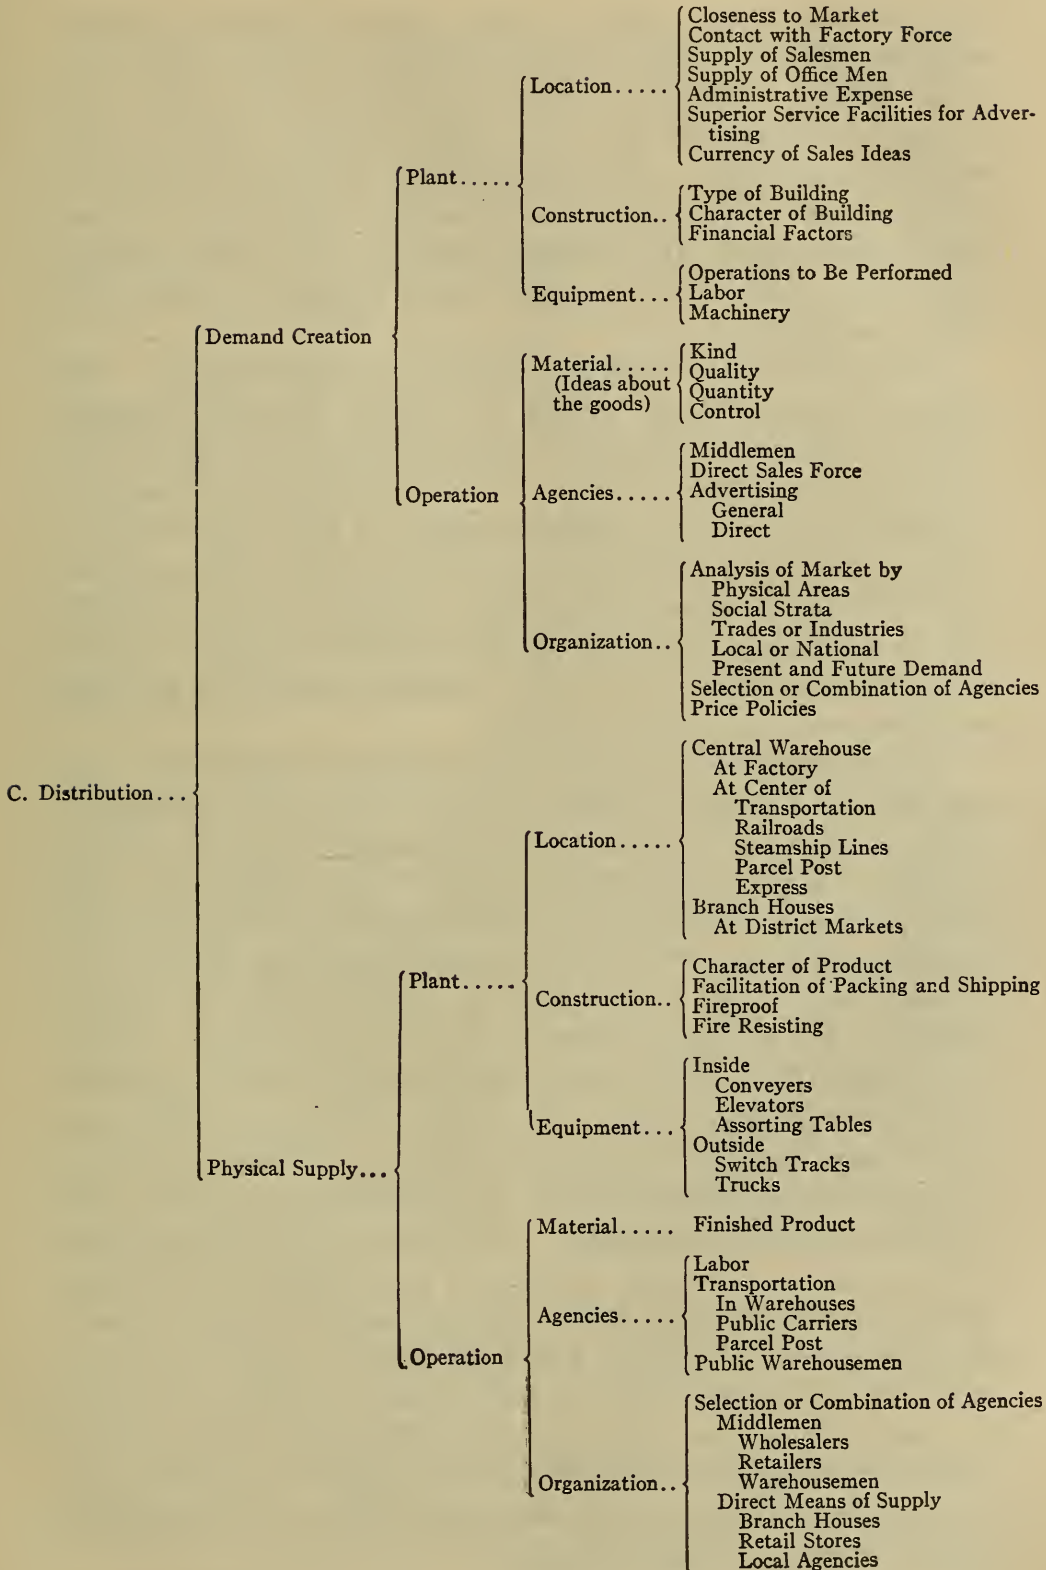 C. Distribution...
Demand Creation
Plant.....
Location.....
Closeness to Market
Contact with Factory Force
Supply of Salesmen
Supply of Office Men
Administrative Expense
Superior Service Facilities for Adver-
tising
Currency of Sales Ideas
Construction..
Type of Building
Character of Building
Financial Factors
Equipment...
Operations to Be Performed
Labor
Machinery
Operation
Material.....
(Ideas about
the goods)
Kind
Quality
Quantity
Control
Agencies.....
Middlemen
Direct Sales Force
Advertising
General
Direct
Organization..
Analysis of Market by
Physical Areas
Social Strata
Trades or Industries
Local or National
Present and Future Demand
Selection or Combination of Agencies
Price Policies
Physical Supply...
Plant.....
Location.....
Central Warehouse
At Factory
At Center of
Transportation
Railroads
Steamship Lines
Parcel Post
Express
Branch Houses
At District Markets
Construction..
Character of Product
Facilitation of Packing and Shipping
Fireproof
Fire Resisting
Equipment...
Inside
Conveyers
Elevators
Assorting Tables
Outside
Switch Tracks
Trucks
Operation
Material.....
Finished Product
Agencies.....
Labor
Transportation
In Warehouses
Public Carriers
Parcel Post
Public Warehousemen
Organization..
Selection or Combination of Agencies
Middlemen
Wholesalers
Retailers
Warehousemen
Direct Means of Supply
Branch Houses
Retail Stores
Local Agencies